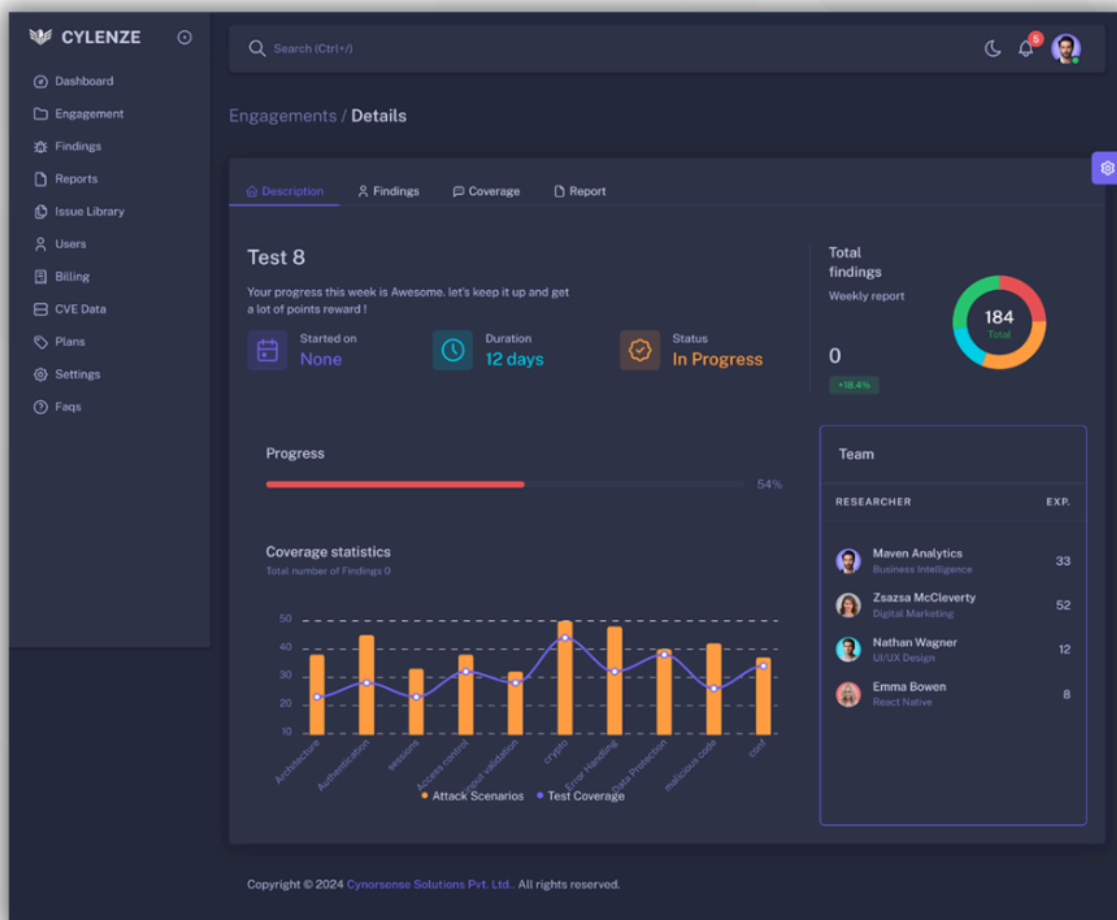 CYLENZE
Dashboard
Engagement
Findings
Reports
Issue Library
Users
Billing
CVE Data
Plans
Settings
Faqs
Search (Ctrl+/)
5
Engagements / Details
Description
Findings
Coverage
Report
Test 8
Your progress this week is Awesome. let's keep it up and get
a lot of points reward !
Started on
None
Duration
12 days
Status
In Progress
Total
findings
Weekly report
0
+18.4%
184
Total
Progress
54%
Coverage statistics
Total number of Findings 0
50
40
30
20
10
Architecture
Authentication
sessions
Access control
input validation
crypto
Error Handling
Data Protection
malicious code
conf
Attack Scenarios
Test Coverage
Team
RESEARCHER EXP.
Maven Analytics
Business Intelligence
33
Zsazsa McCleverty
Digital Marketing
52
Nathan Wagner
UI/UX Design
12
Emma Bowen
React Native
8
Copyright © 2024 Cynorsense Solutions Pvt. Ltd.. All rights reserved.